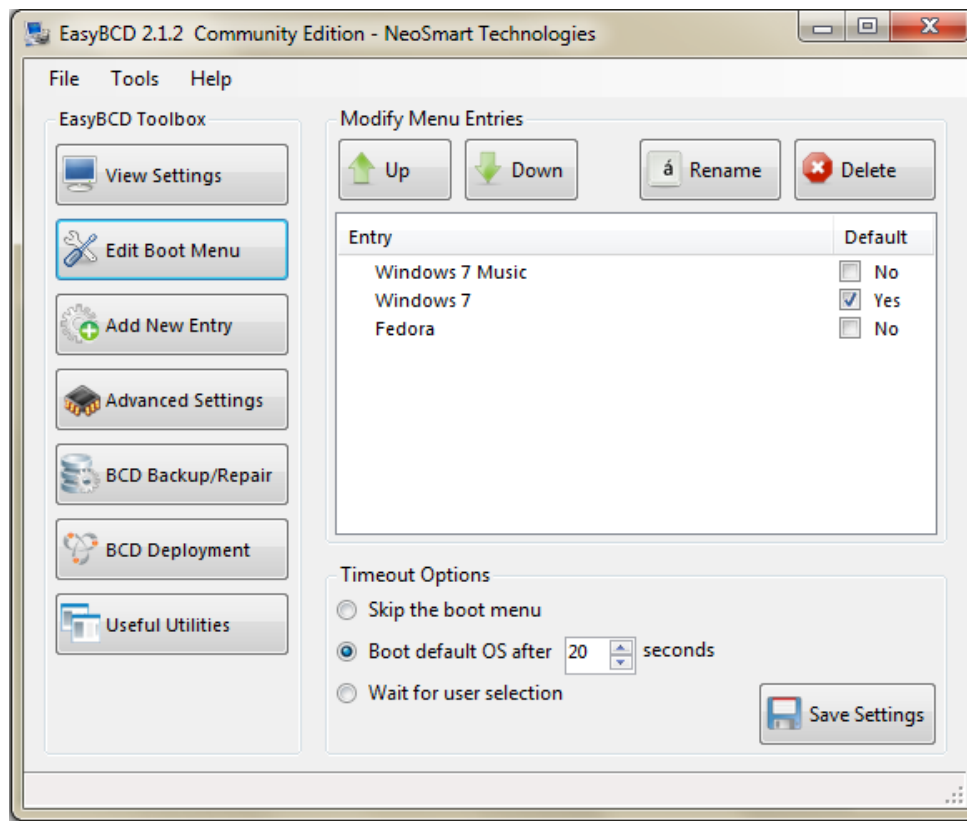 EasyBCD 2.1.2 Community Edition - NeoSmart Technologies
File Tools Help
EasyBCD Toolbox
View Settings
Edit Boot Menu
Add New Entry
Advanced Settings
BCD Backup/Repair
BCD Deployment
Useful Utilities
Modify Menu Entries
Up Down á Rename Delete
Entry Default
Windows 7 Music No
Windows 7 Yes
Fedora No
Timeout Options
Skip the boot menu
Boot default OS after 20 seconds
Wait for user selection
Save Settings